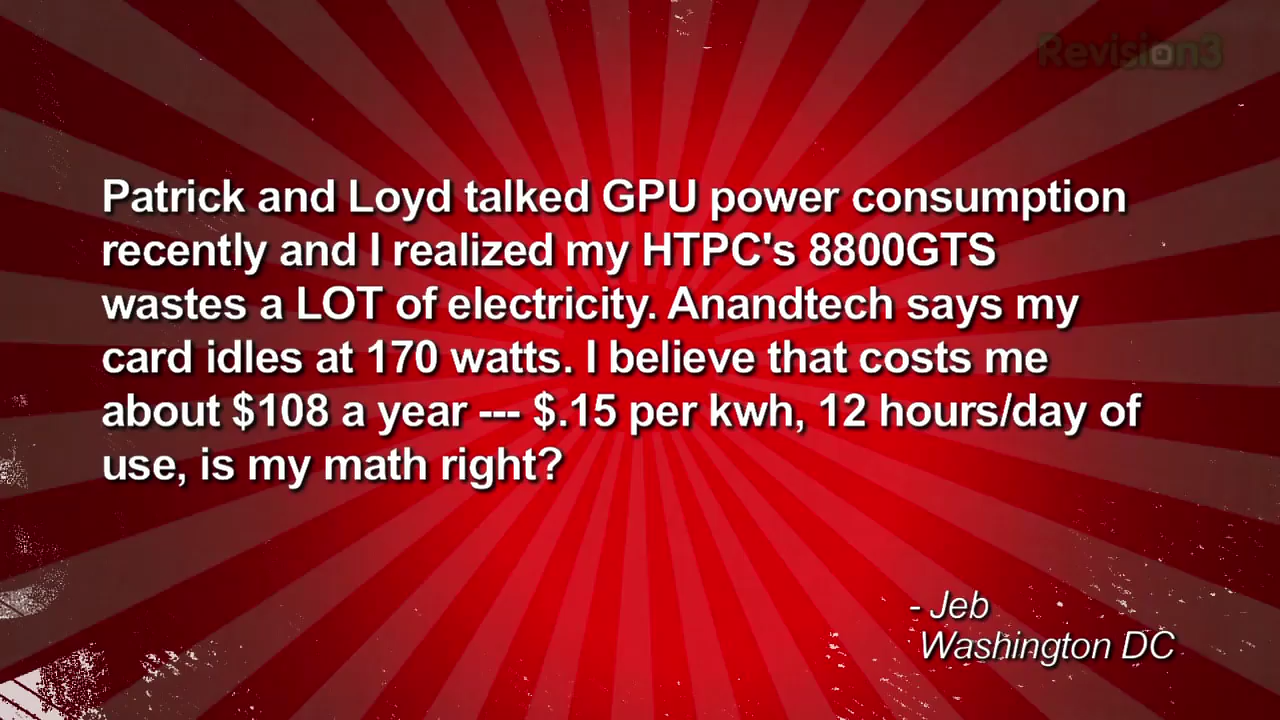 Revision3
Patrick and Loyd talked GPU power consumption
recently and I realized my HTPC's 8800GTS
wastes a LOT of electricity. Anandtech says my
card idles at 170 watts. I believe that costs me
about $108 a year --- $.15 per kwh, 12 hours/day of
use, is my math right?
- Jeb
Washington DC